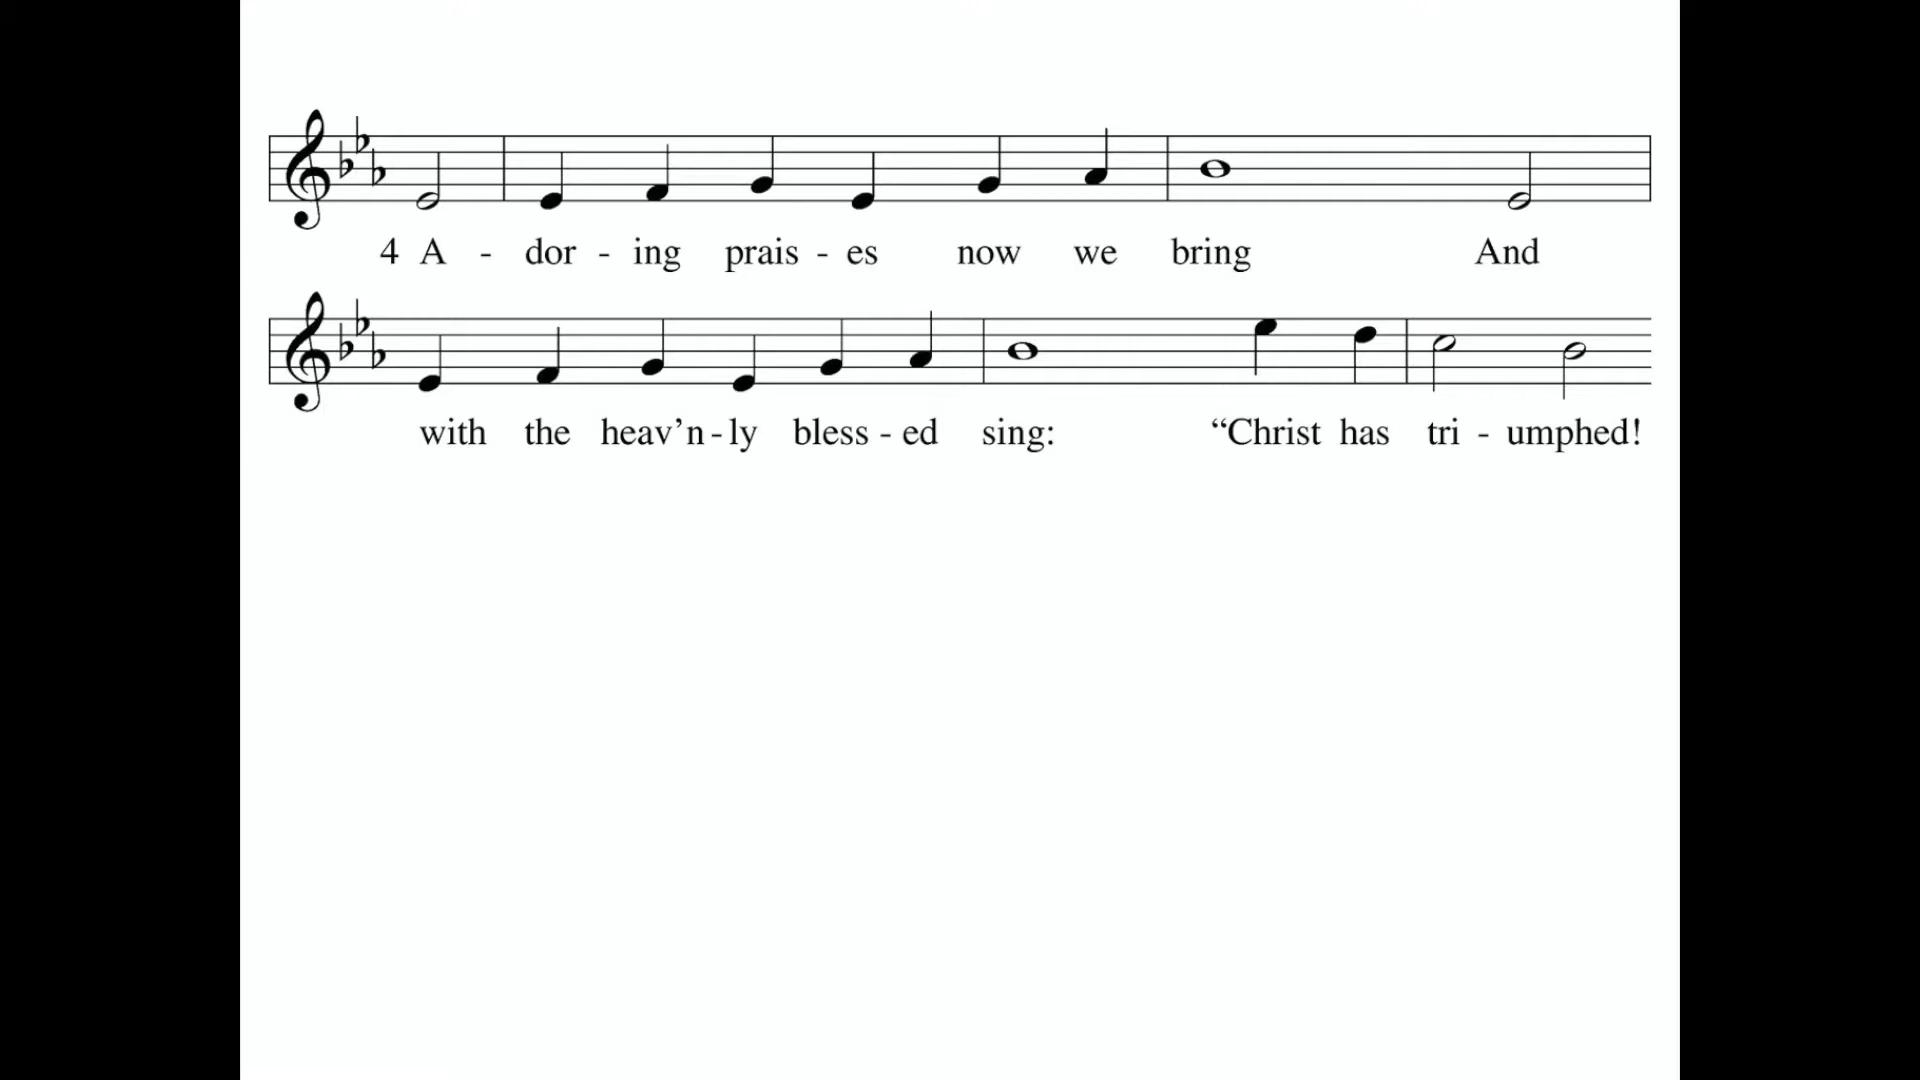 4 A - dor - ing prais - es now we bring And
with the heav’n - ly bless - ed sing: “Christ has tri - umphed!